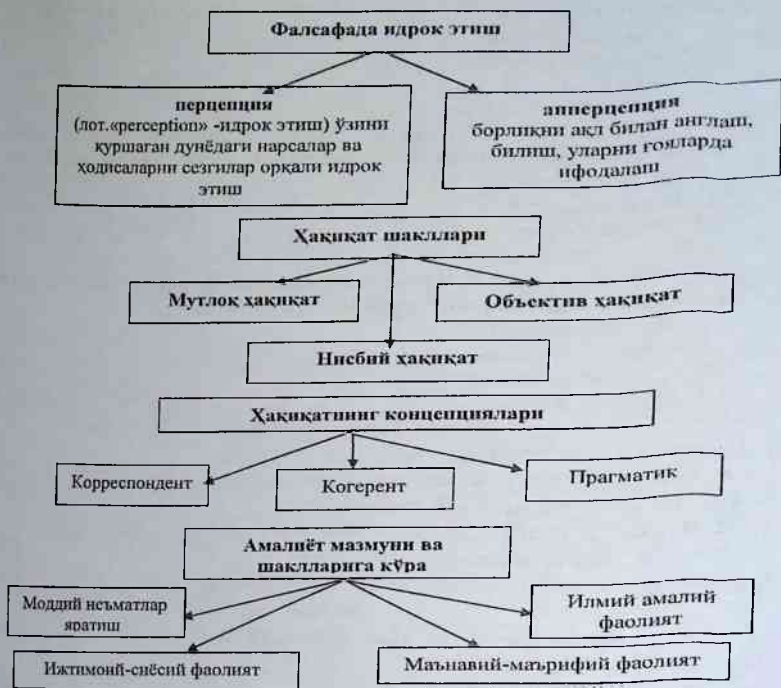 Фалсафада идрок этиш
перцепция
(лот.«perception» -идрок этиш) ўзини
қуршаган дунёдаги нарсалар ва
ҳодисаларни сезгилар орқали идрок
этиш
апперцепция
борлиқни ақл билан англаш,
билиш, уларни ғояларда
ифодалаш
Ҳақиқат шакллари
Мутлоқ ҳақиқат
Объектив ҳақиқат
Нисбий ҳақиқат
Ҳақиқатнинг концепциялари
Корреспондент
Когерент
Прагматик
Амалиёт мазмуни ва
шаклларига кўра
Моддий неъматлар
яратиш
Илмий амалий
фаолият
Ижтимоий-сиёсий фаолият
Маънавий-маърифий фаолият